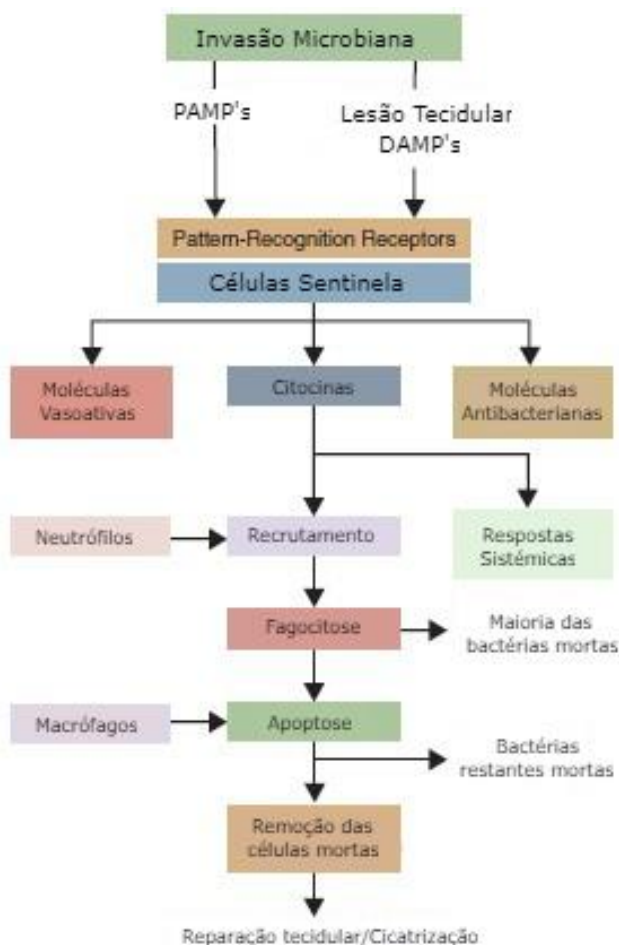 Invasão Microbiana
PAMP's
Lesão Tecidular
DAMP's
Pattern-Recognition Receptors
Células Sentinela
Moléculas
Vasoativas
Citocinas
Moléculas
Antibacterianas
Neutrófilos
Recrutamento
Respostas
Sistémicas
Fagocitose
Maioria das
bactérias mortas
Macrófagos
Apoptose
Bactérias
restantes mortas
Remoção das
células mortas
Reparação tecidular/Cicatrização